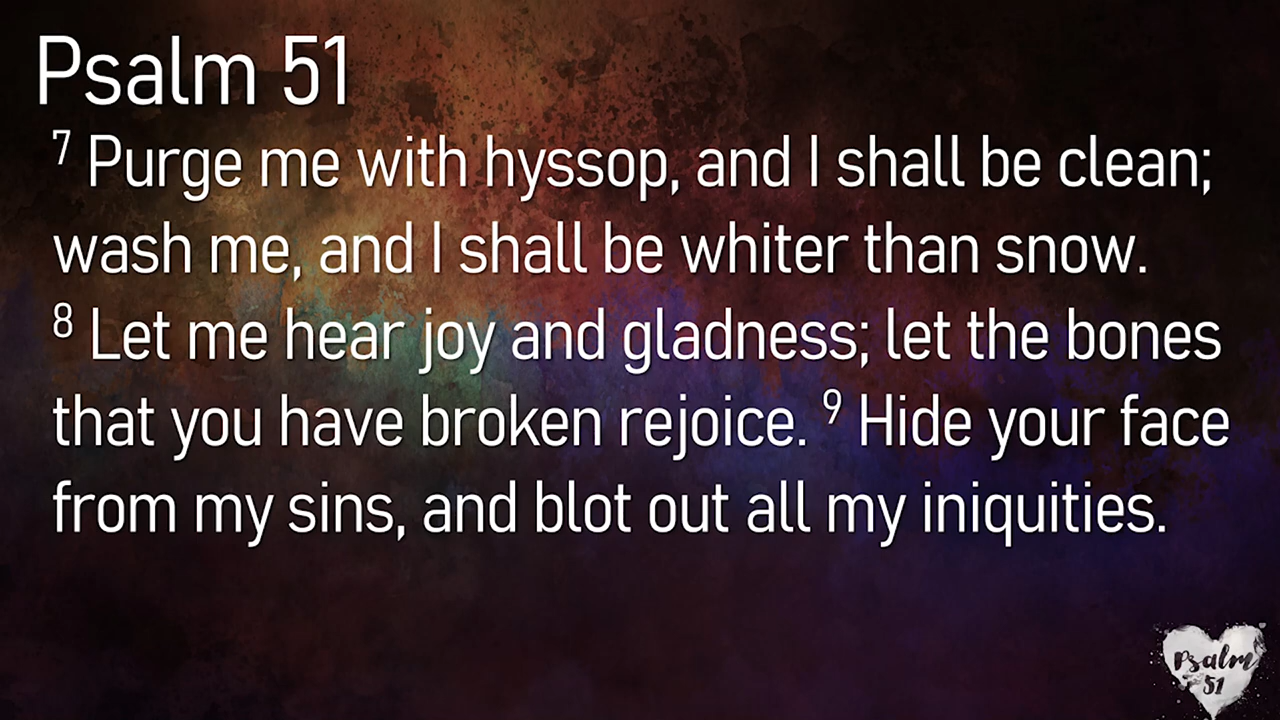 Psalm 51
7 Purge me with hyssop, and I shall be clean;
wash me, and I shall be whiter than snow.
8 Let me hear joy and gladness; let the bones
that you have broken rejoice. 9 Hide your face
from my sins, and blot out all my iniquities.
Psalm
51